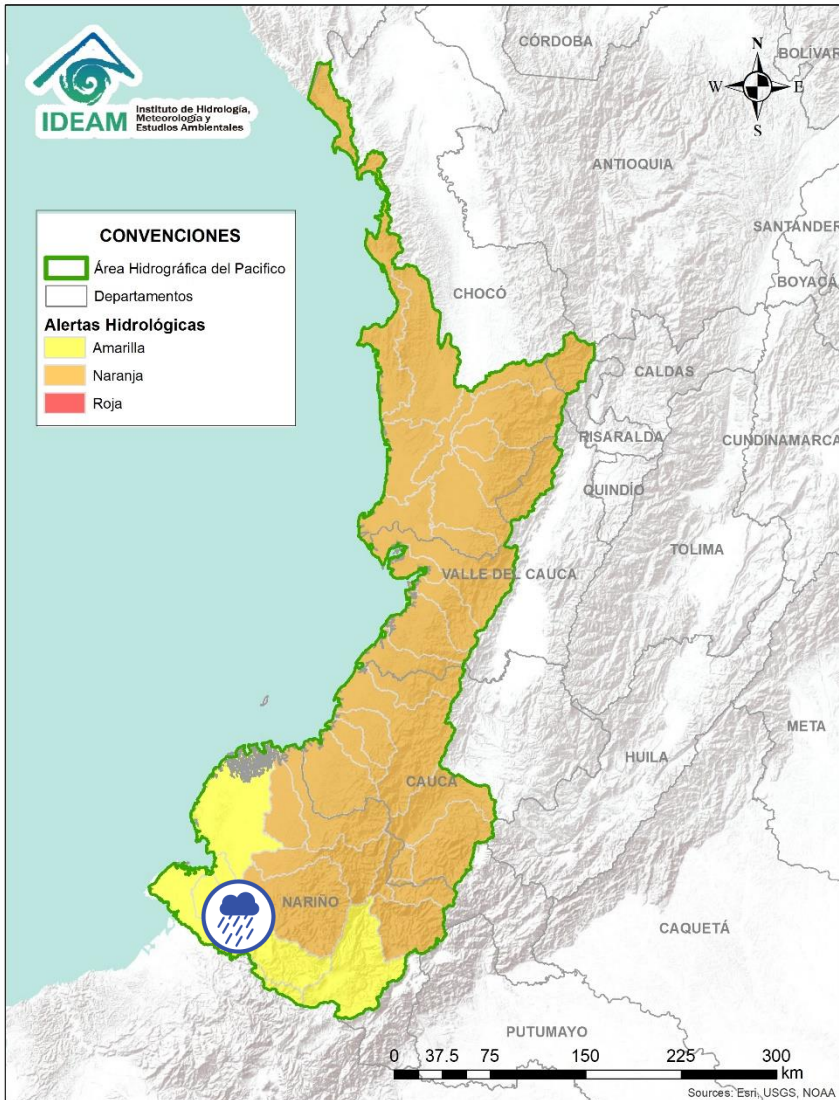 IDEAM
Instituto de Hidrología,
Meteorología y
Estudios Ambientales
CÓRDOBA
BOLÍVAR
N
W
E
S
ANTIOQUIA
SANTANDER
BOYACÁ
CONVENCIONES
Área Hidrográfica del Pacifico
Departamentos
Alertas Hidrológicas
Amarilla
Naranja
Roja
CHOCÓ
CALDAS
RISARALDA
CUNDINAMARCA
QUINDÍO
TOLIMA
VALLE DEL CAUCA
META
HUILA
CAUCA
NARIÑO
CAQUETÁ
PUTUMAYO
0 37.5 75 150 225 300
km
Sources: Esri, USGS, NOAA